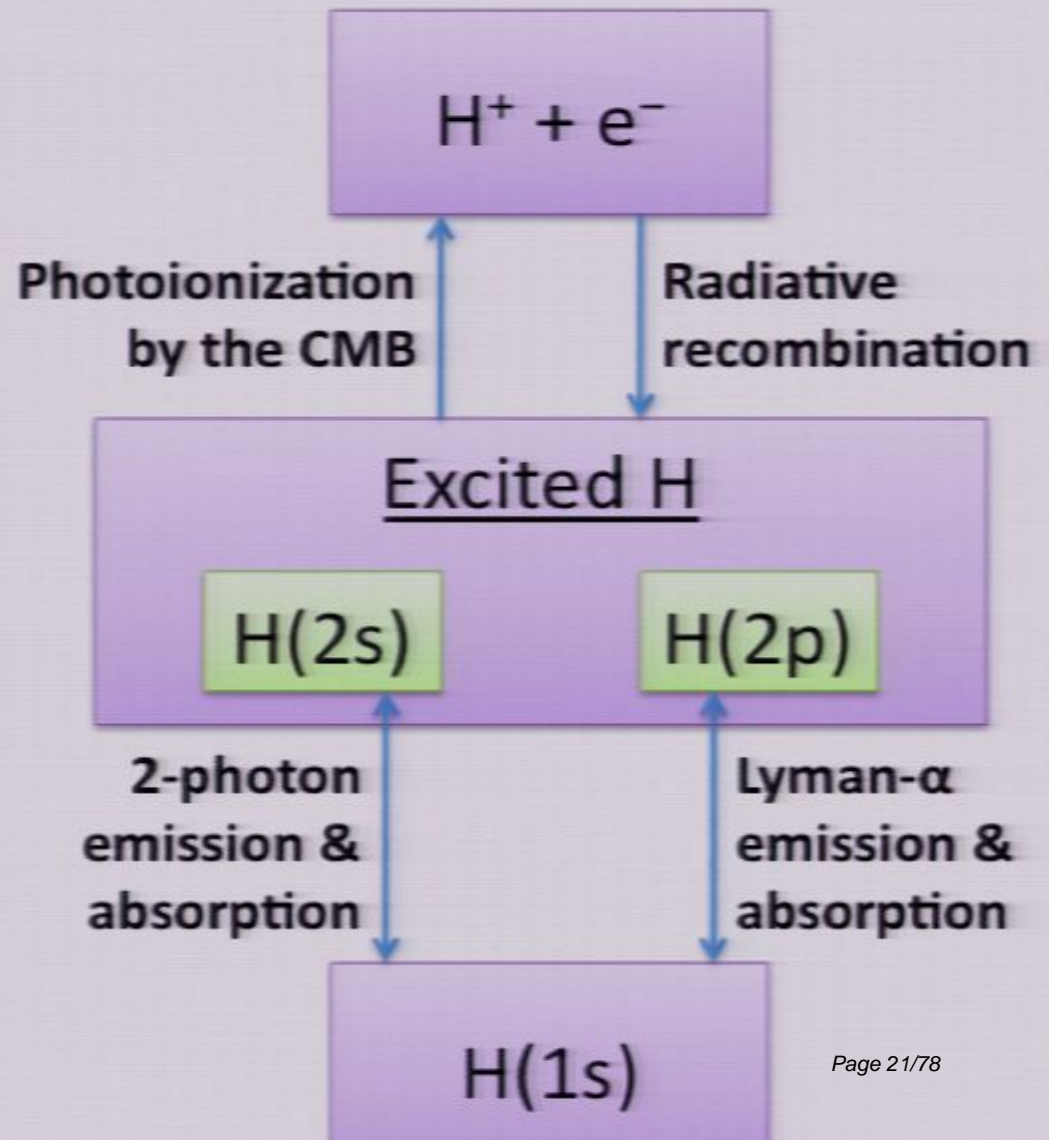 H⁺ + e⁻
Photoionization
by the CMB
Radiative
recombination
Excited H
H(2s)
H(2p)
2-photon
emission &
absorption
Lyman-α
emission &
absorption
H(1s)
Page 21/78